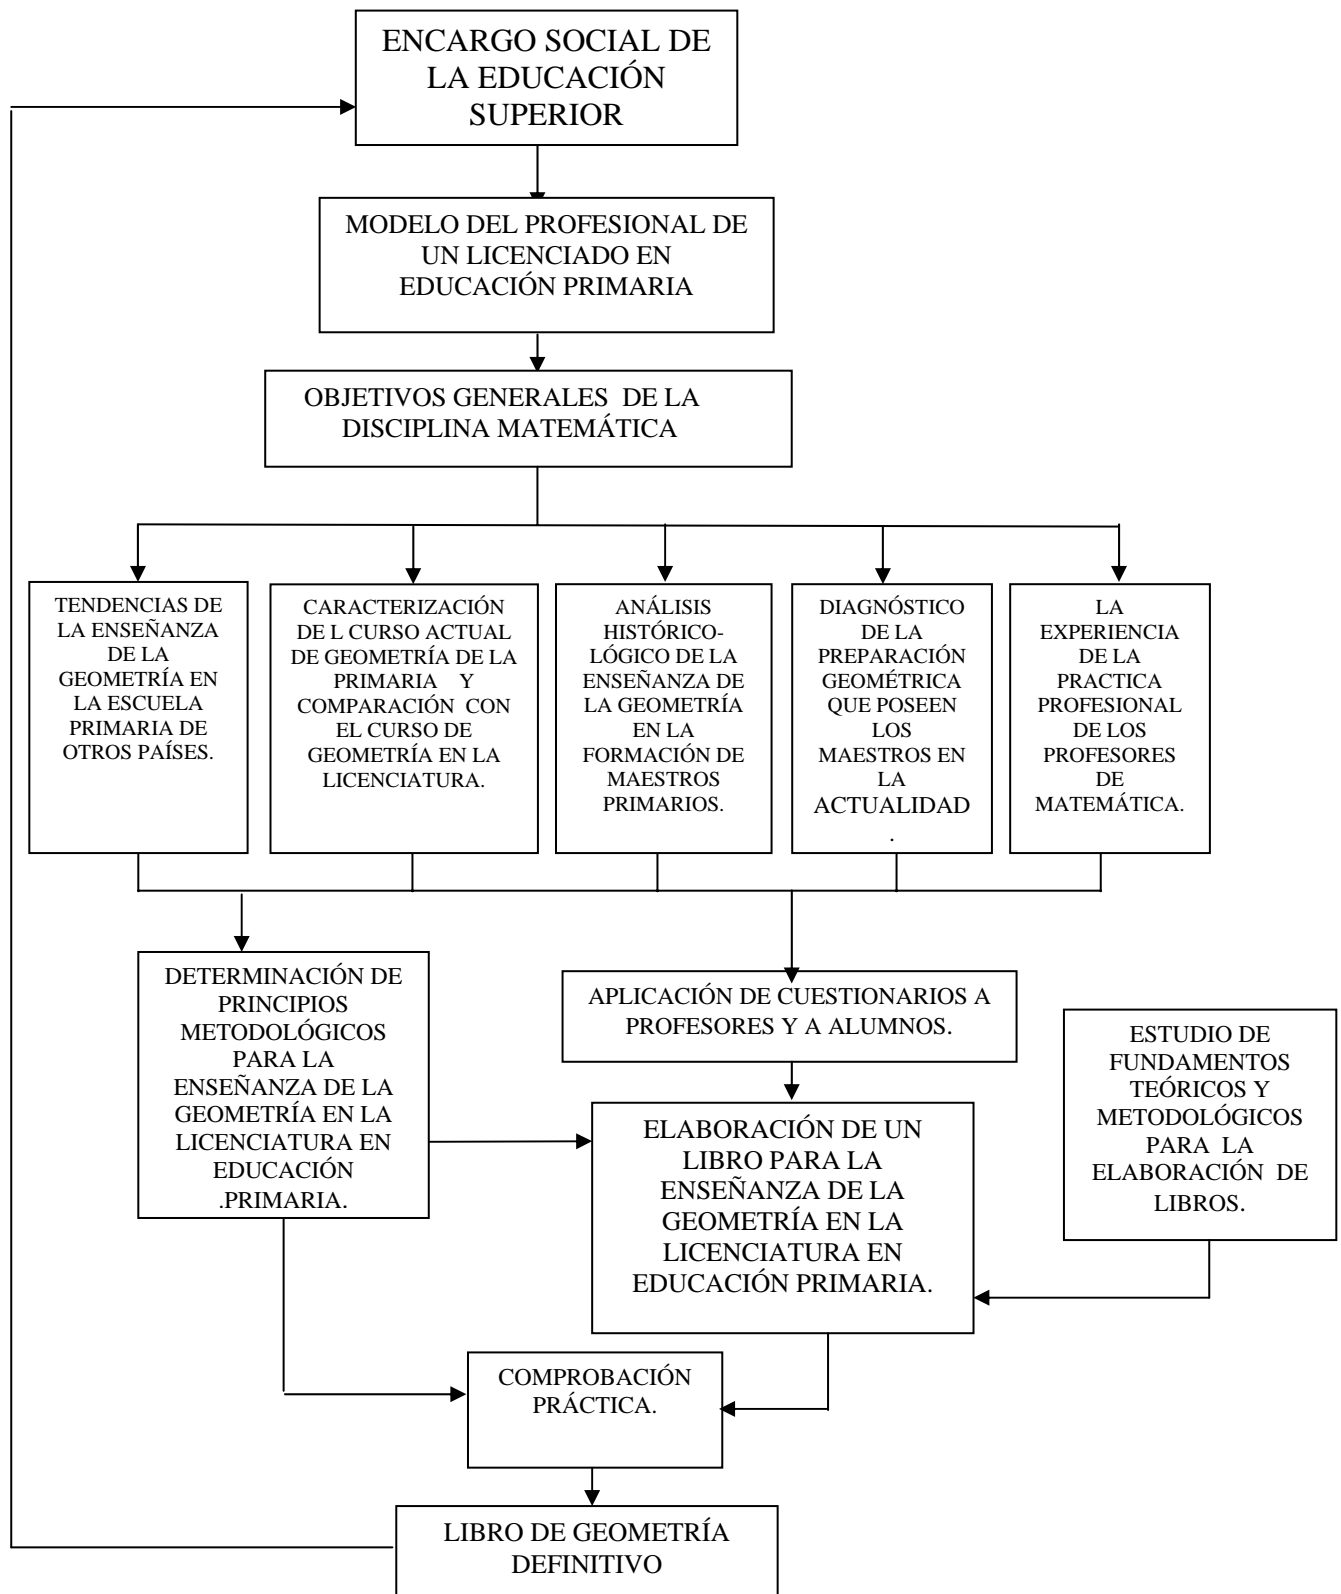 ENCARGO SOCIAL DE
LA EDUCACIÓN
SUPERIOR
MODELO DEL PROFESIONAL DE
UN LICENCIADO EN
EDUCACIÓN PRIMARIA
OBJETIVOS GENERALES DE LA
DISCIPLINA MATEMÁTICA
TENDENCIAS DE
LA ENSEÑANZA
DE LA
GEOMETRÍA EN
LA ESCUELA
PRIMARIA DE
OTROS PAÍSES.
CARACTERIZACIÓN
DE L CURSO ACTUAL
DE GEOMETRÍA DE LA
PRIMARIA Y
COMPARACIÓN CON
EL CURSO DE
GEOMETRÍA EN LA
LICENCIATURA.
ANÁLISIS
HISTÓRICO-
LÓGICO DE LA
ENSEÑANZA DE
LA GEOMETRÍA
EN LA
FORMACIÓN DE
MAESTROS
PRIMARIOS.
DIAGNÓSTICO
DE LA
PREPARACIÓN
GEOMÉTRICA
QUE POSEEN
LOS
MAESTROS EN
LA
ACTUALIDAD
.
LA
EXPERIENCIA
DE LA
PRACTICA
PROFESIONAL
DE LOS
PROFESORES
DE
MATEMÁTICA.
DETERMINACIÓN DE
PRINCIPIOS
METODOLÓGICOS
PARA LA
ENSEÑANZA DE LA
GEOMETRÍA EN LA
LICENCIATURA EN
EDUCACIÓN
.PRIMARIA.
APLICACIÓN DE CUESTIONARIOS A
PROFESORES Y A ALUMNOS.
ESTUDIO DE
FUNDAMENTOS
TEÓRICOS Y
METODOLÓGICOS
PARA LA
ELABORACIÓN DE
LIBROS.
ELABORACIÓN DE UN
LIBRO PARA LA
ENSEÑANZA DE LA
GEOMETRÍA EN LA
LICENCIATURA EN
EDUCACIÓN PRIMARIA.
COMPROBACIÓN
PRÁCTICA.
LIBRO DE GEOMETRÍA
DEFINITIVO